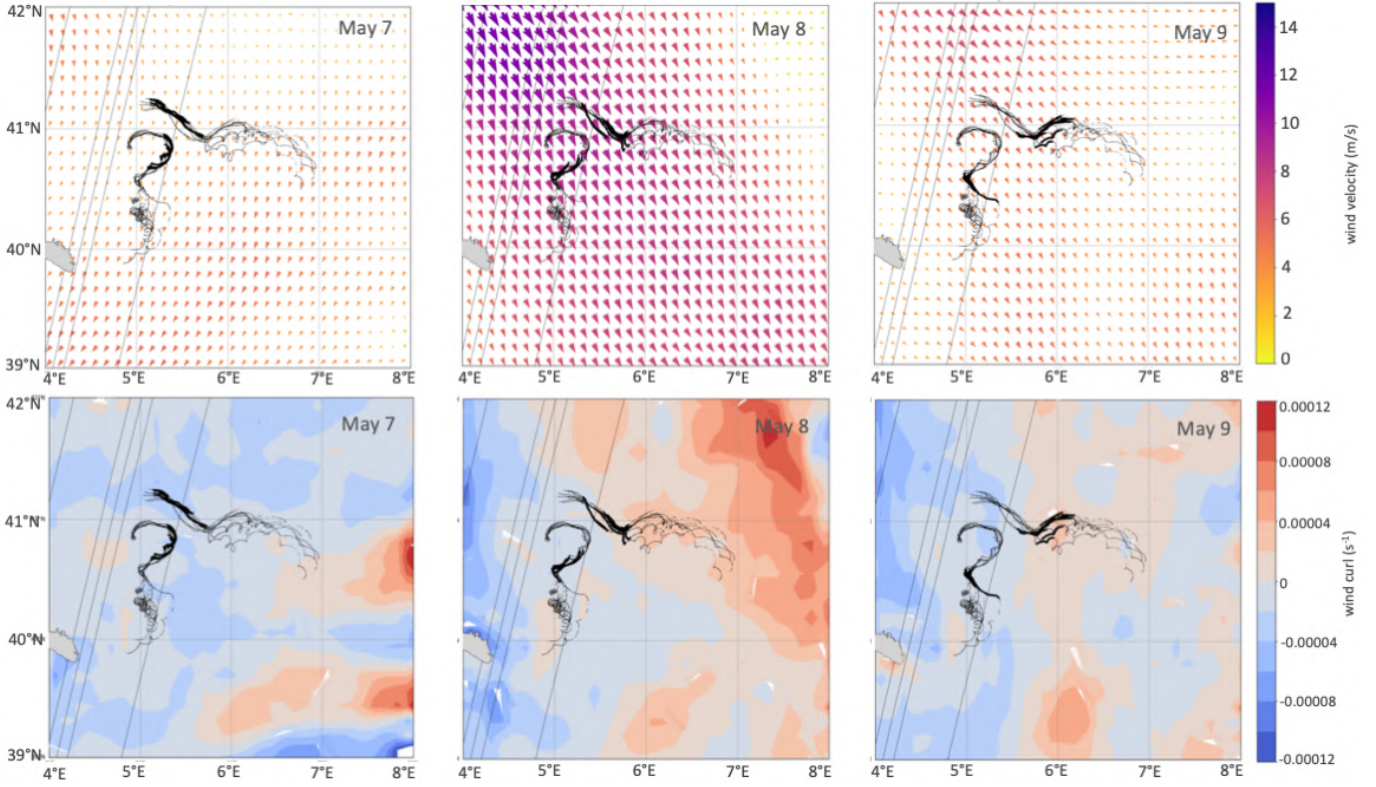 42°N
41°N
40°N
39°N
May 7
May 8
May 9
4°E 5°E 6°E 7°E 8°E
4°E 5°E 6°E 7°E 8°E
4°E 5°E 6°E 7°E 8°E
14
12
10
8
6
4
2
0
wind velocity (m/s)
42°N
41°N
40°N
39°N
May 7
May 8
May 9
4°E 5°E 6°E 7°E 8°E
4°E 5°E 6°E 7°E 8°E
4°E 5°E 6°E 7°E 8°E
0.00012
0.00008
0.00004
0
-0.00004
-0.00008
-0.00012
wind curl (s⁻¹)